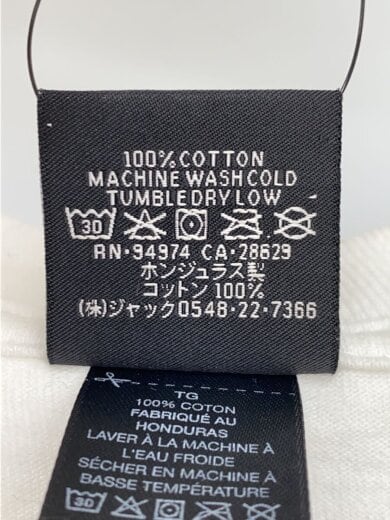 100% COTTON
MACHINE WASH COLD
TUMBLE DRY LOW
30
RN·94974 CA·28629
ホンジュラス製
コットン 100%
(株)ジャック0548·22·7366
TG
100% COTON
FABRIQUÉ AU
HONDURAS
LAVER À LA MACHINE À
L'EAU FROIDE
SÉCHER EN MACHINE À
BASSE TEMPÉRATURE
30